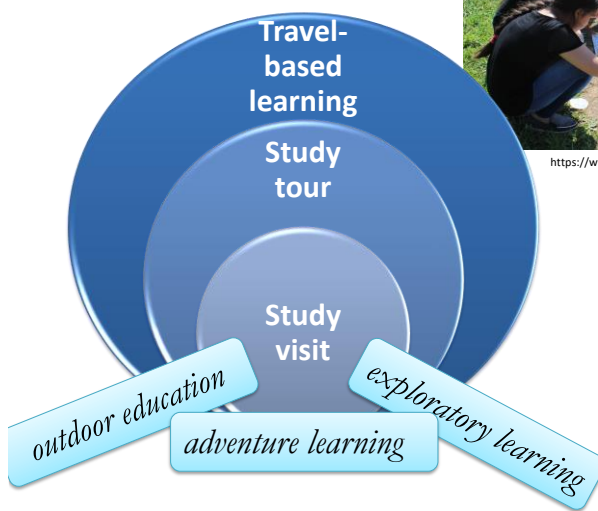 Travel-
based
learning
Study
tour
https://w
Study
visit
outdoor education
adventure learning
exploratory learning